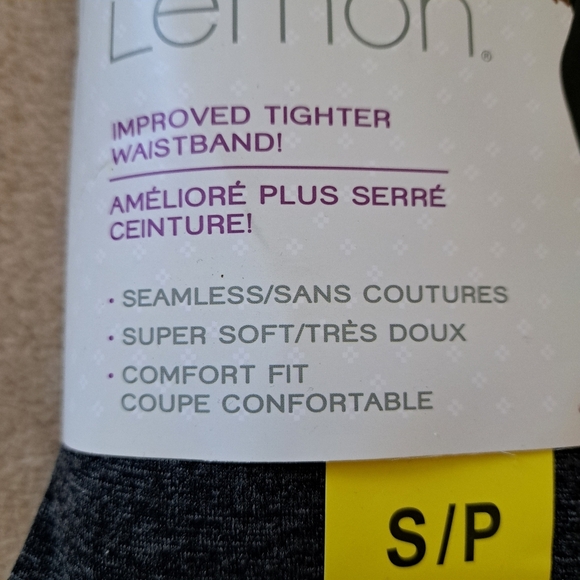 Lemon®
IMPROVED TIGHTER
WAISTBAND!
AMÉLIORÉ PLUS SERRÉ
CEINTURE!
· SEAMLESS/SANS COUTURES
· SUPER SOFT/TRÈS DOUX
· COMFORT FIT
COUPE CONFORTABLE
S/P